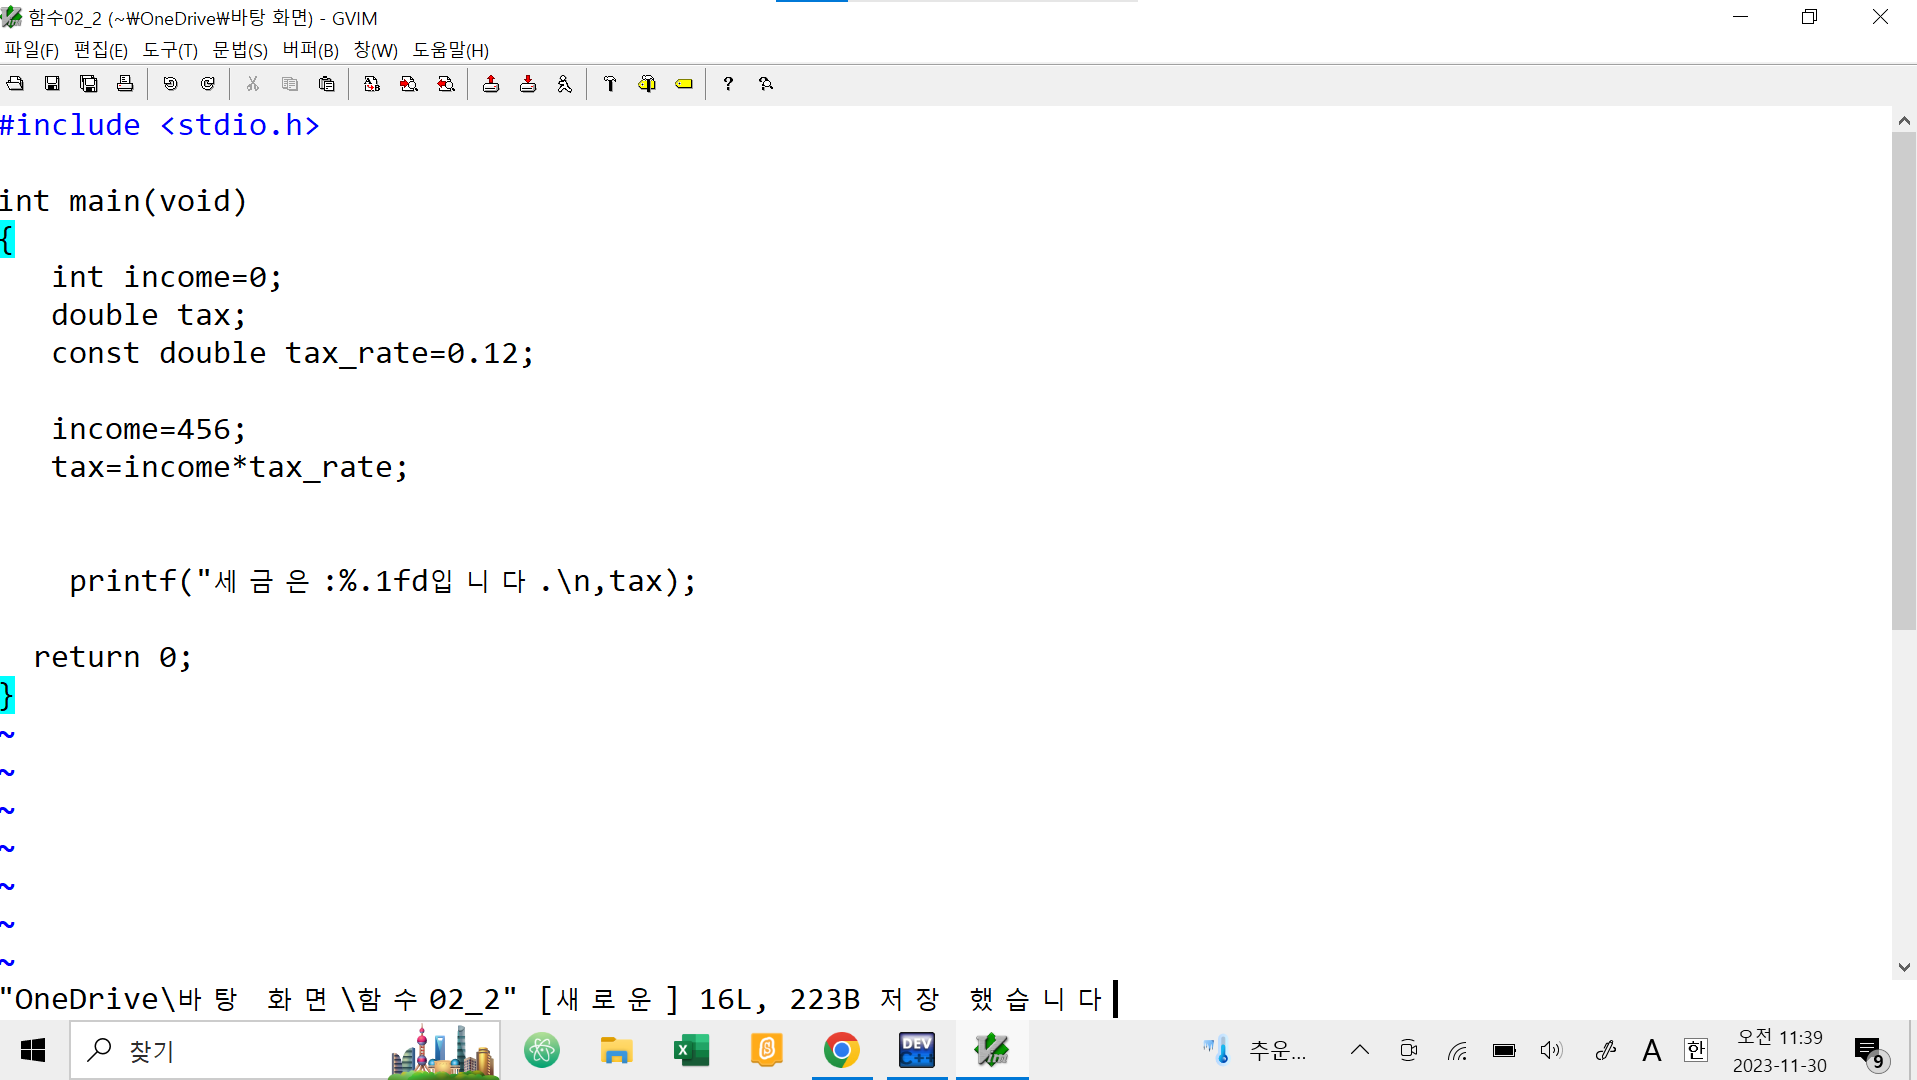 함수02_2 (~₩OneDrive₩바탕 화면) - GVIM
파일(F) 편집(E) 도구(T) 문법(S) 버퍼(B) 창(W) 도움말(H)
#include <stdio.h>
int main(void)
{
int income=0;
double tax;
const double tax_rate=0.12;
income=456;
tax=income*tax_rate;
printf("세금은:%.1fd입니다.\n,tax);
return 0;
}
~
~
~
~
~
~
~
"OneDrive\바탕 화면\함수02_2" [새로운] 16L, 223B 저장 했습니다
찾기
DEV
C++
추운...
A
한
오전 11:39
2023-11-30
9